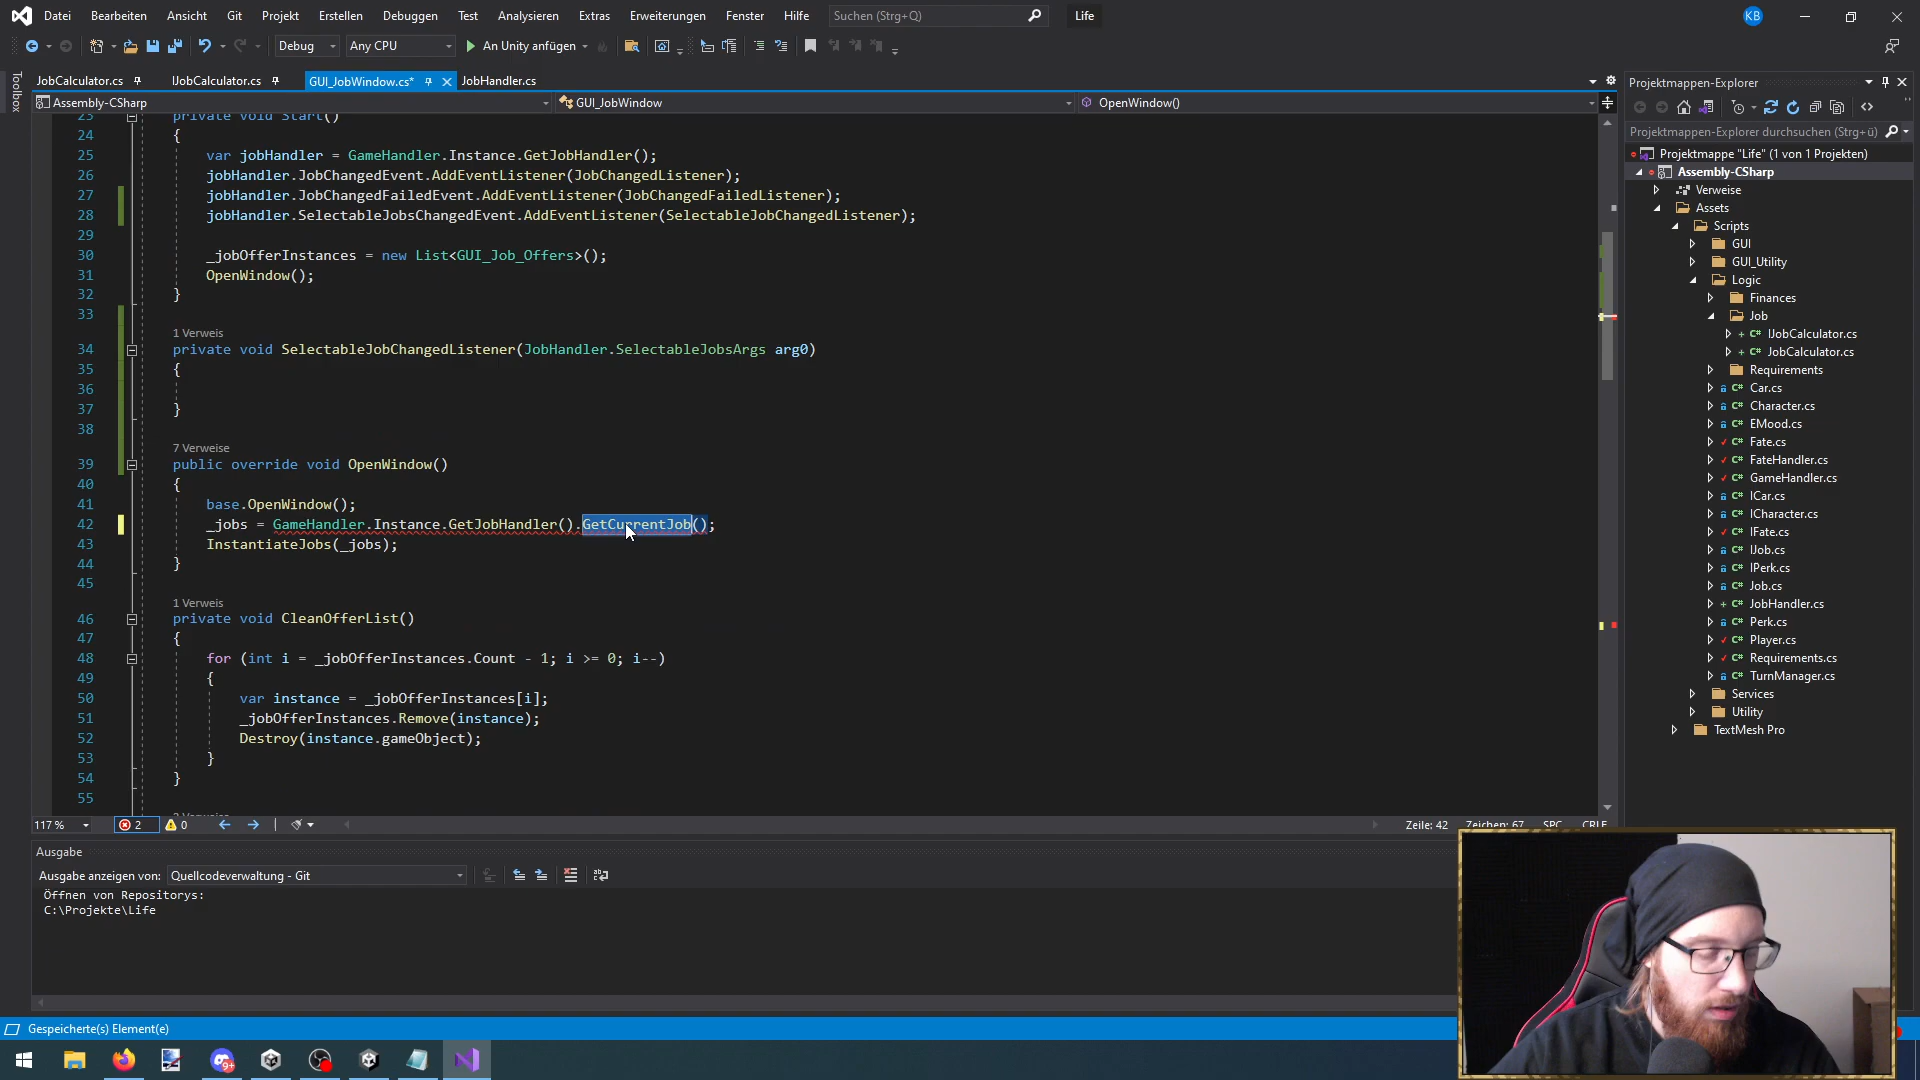 Datei Bearbeiten Ansicht Git Projekt Erstellen Debuggen Test Analysieren Extras Erweiterungen Fenster Hilfe Suchen (Strg+Q) Life KB
Debug Any CPU An Unity anfügen
Toolbox
JobCalculator.cs IJobCalculator.cs GUI_JobWindow.cs* JobHandler.cs
Assembly-CSharp GUI_JobWindow OpenWindow()
23 private void Start()
24 {
25 var jobHandler = GameHandler.Instance.GetJobHandler();
26 jobHandler.JobChangedEvent.AddEventListener(JobChangedListener);
27 jobHandler.JobChangedFailedEvent.AddEventListener(JobChangedFailedListener);
28 jobHandler.SelectableJobsChangedEvent.AddEventListener(SelectableJobChangedListener);
29
30 _jobOfferInstances = new List<GUI_Job_Offers>();
31 OpenWindow();
32 }
33
1 Verweis
34 private void SelectableJobChangedListener(JobHandler.SelectableJobsArgs arg0)
35 {
36
37 }
38
7 Verweise
39 public override void OpenWindow()
40 {
41 base.OpenWindow();
42 _jobs = GameHandler.Instance.GetJobHandler().GetCurrentJob();
43 InstantiateJobs(_jobs);
44 }
45
1 Verweis
46 private void CleanOfferList()
47 {
48 for (int i = _jobOfferInstances.Count - 1; i >= 0; i--)
49 {
50 var instance = _jobOfferInstances[i];
51 _jobOfferInstances.Remove(instance);
52 Destroy(instance.gameObject);
53 }
54 }
55
117 % 2 0 Zeile: 42 Zeichen: 67 SPC CRLF
Ausgabe
Ausgabe anzeigen von: Quellcodeverwaltung - Git
Öffnen von Repositorys:
C:\Projekte\Life
Gespeicherte(s) Element(e)
9+
Projektmappen-Explorer
Projektmappen-Explorer durchsuchen (Strg+ü)
Projektmappe "Life" (1 von 1 Projekten)
Assembly-CSharp
Verweise
Assets
Scripts
GUI
GUI_Utility
Logic
Finances
Job
IJobCalculator.cs
JobCalculator.cs
Requirements
Car.cs
Character.cs
EMood.cs
Fate.cs
FateHandler.cs
GameHandler.cs
ICar.cs
ICharacter.cs
IFate.cs
IJob.cs
IPerk.cs
Job.cs
JobHandler.cs
Perk.cs
Player.cs
Requirements.cs
TurnManager.cs
Services
Utility
TextMesh Pro